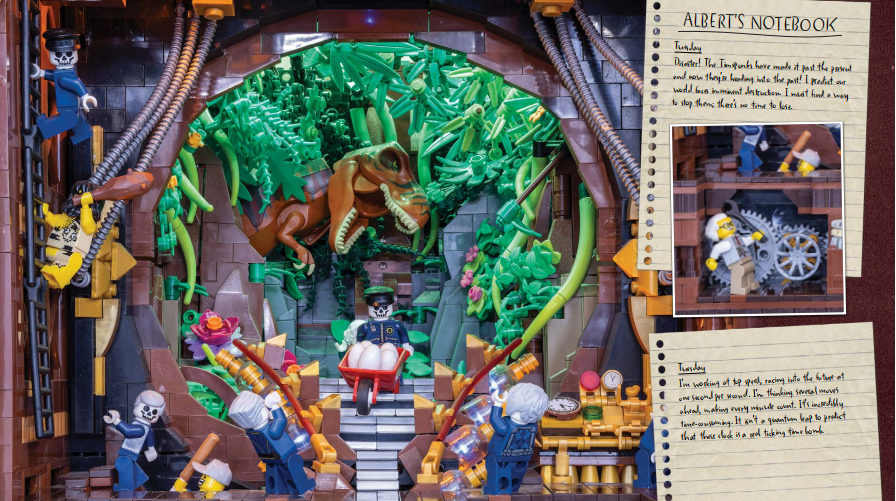 ALBERT'S NOTEBOOK
Tuesday
Disaster! The Timepunks have made it past the present
and now they're heading into the past! I predict our
world faces imminent destruction. I must find a way
to stop them; there's no time to lose.
Tuesday
I'm working at top speed, racing into the future at
one second per second. I'm thinking several moves
ahead, making every minute count. It's incredibly
time-consuming. It isn't a quantum leap to predict
that these clock is a real ticking time bomb.